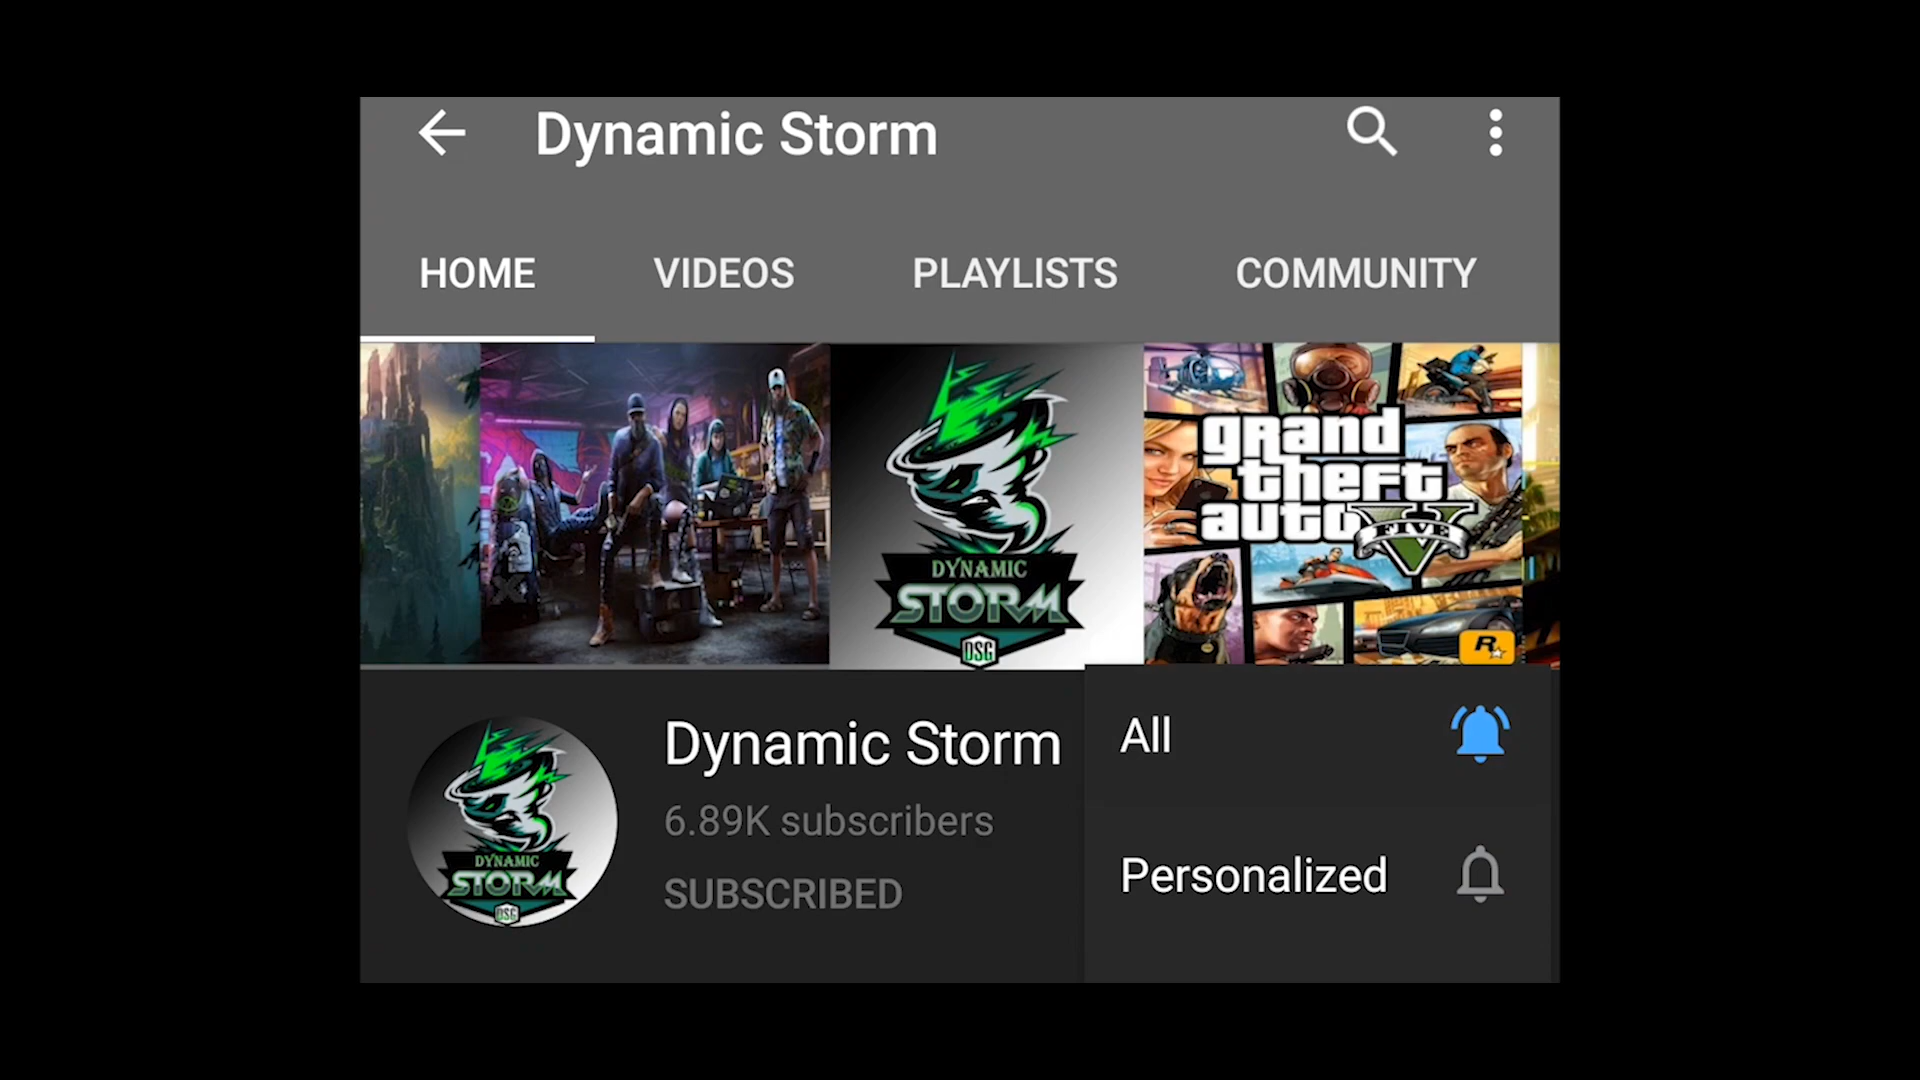 Dynamic Storm
HOME VIDEOS PLAYLISTS COMMUNITY
DYNAMIC
STORM
DSG
grand
theft
auto
FIVE
R
Dynamic Storm
6.89K subscribers
SUBSCRIBED
DYNAMIC
STORM
DSG
All
Personalized